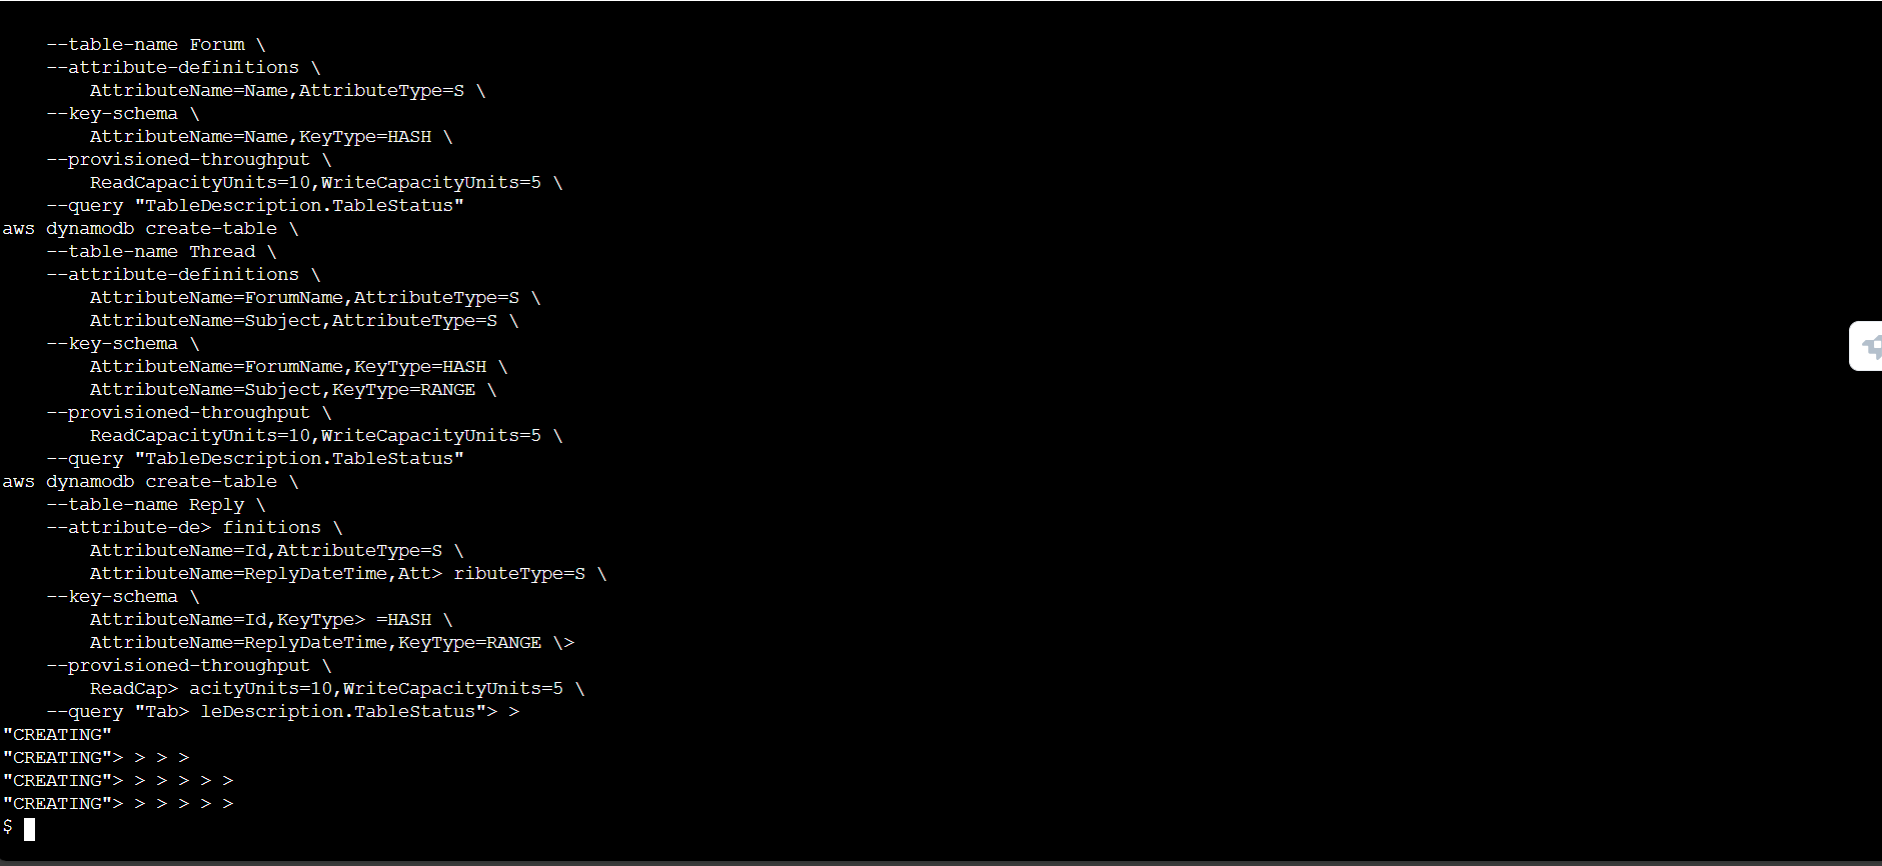 --table-name Forum \
    --attribute-definitions \
        AttributeName=Name,AttributeType=S \
    --key-schema \
        AttributeName=Name,KeyType=HASH \
    --provisioned-throughput \
        ReadCapacityUnits=10,WriteCapacityUnits=5 \
    --query "TableDescription.TableStatus"
aws dynamodb create-table \
    --table-name Thread \
    --attribute-definitions \
        AttributeName=ForumName,AttributeType=S \
        AttributeName=Subject,AttributeType=S \
    --key-schema \
        AttributeName=ForumName,KeyType=HASH \
        AttributeName=Subject,KeyType=RANGE \
    --provisioned-throughput \
        ReadCapacityUnits=10,WriteCapacityUnits=5 \
    --query "TableDescription.TableStatus"
aws dynamodb create-table \
    --table-name Reply \
    --attribute-de> finitions \
        AttributeName=Id,AttributeType=S \
        AttributeName=ReplyDateTime,Att> ributeType=S \
    --key-schema \
        AttributeName=Id,KeyType> =HASH \
        AttributeName=ReplyDateTime,KeyType=RANGE \>
    --provisioned-throughput \
        ReadCap> acityUnits=10,WriteCapacityUnits=5 \
    --query "Tab> leDescription.TableStatus"> >
"CREATING"
"CREATING"> > > >
"CREATING"> > > > > >
"CREATING"> > > > > >
$